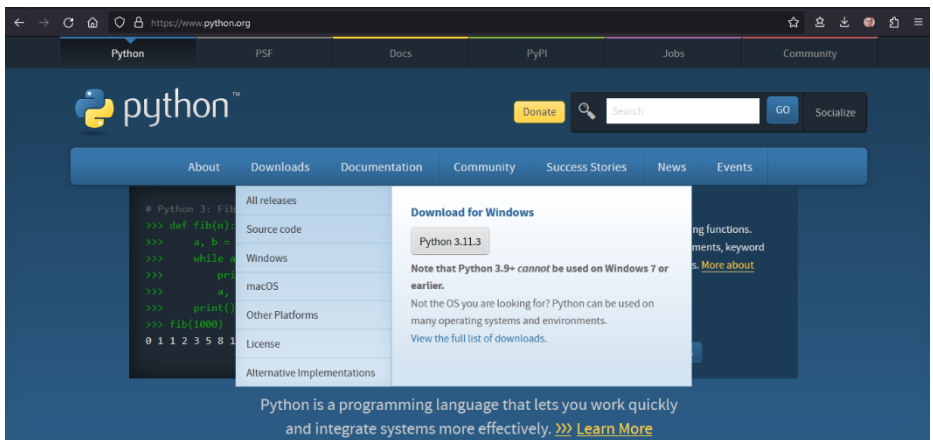 https://www.python.org
Python PSF Docs PyPI Jobs Community
python™
Donate Search GO Socialize
About Downloads Documentation Community Success Stories News Events
All releases
Source code
Windows
macOS
Other Platforms
License
Alternative Implementations
Download for Windows
Python 3.11.3
Note that Python 3.9+ cannot be used on Windows 7 or
earlier.
Not the OS you are looking for? Python can be used on
many operating systems and environments.
View the full list of downloads.
# Python 3: Fib
>>> def fib(n):
>>> a, b =
>>> while a
>>> pri
>>> a,
>>> print()
>>> fib(1000)
0 1 1 2 3 5 8 1
ng functions.
ments, keyword
s. More about
Python is a programming language that lets you work quickly
and integrate systems more effectively. >>> Learn More